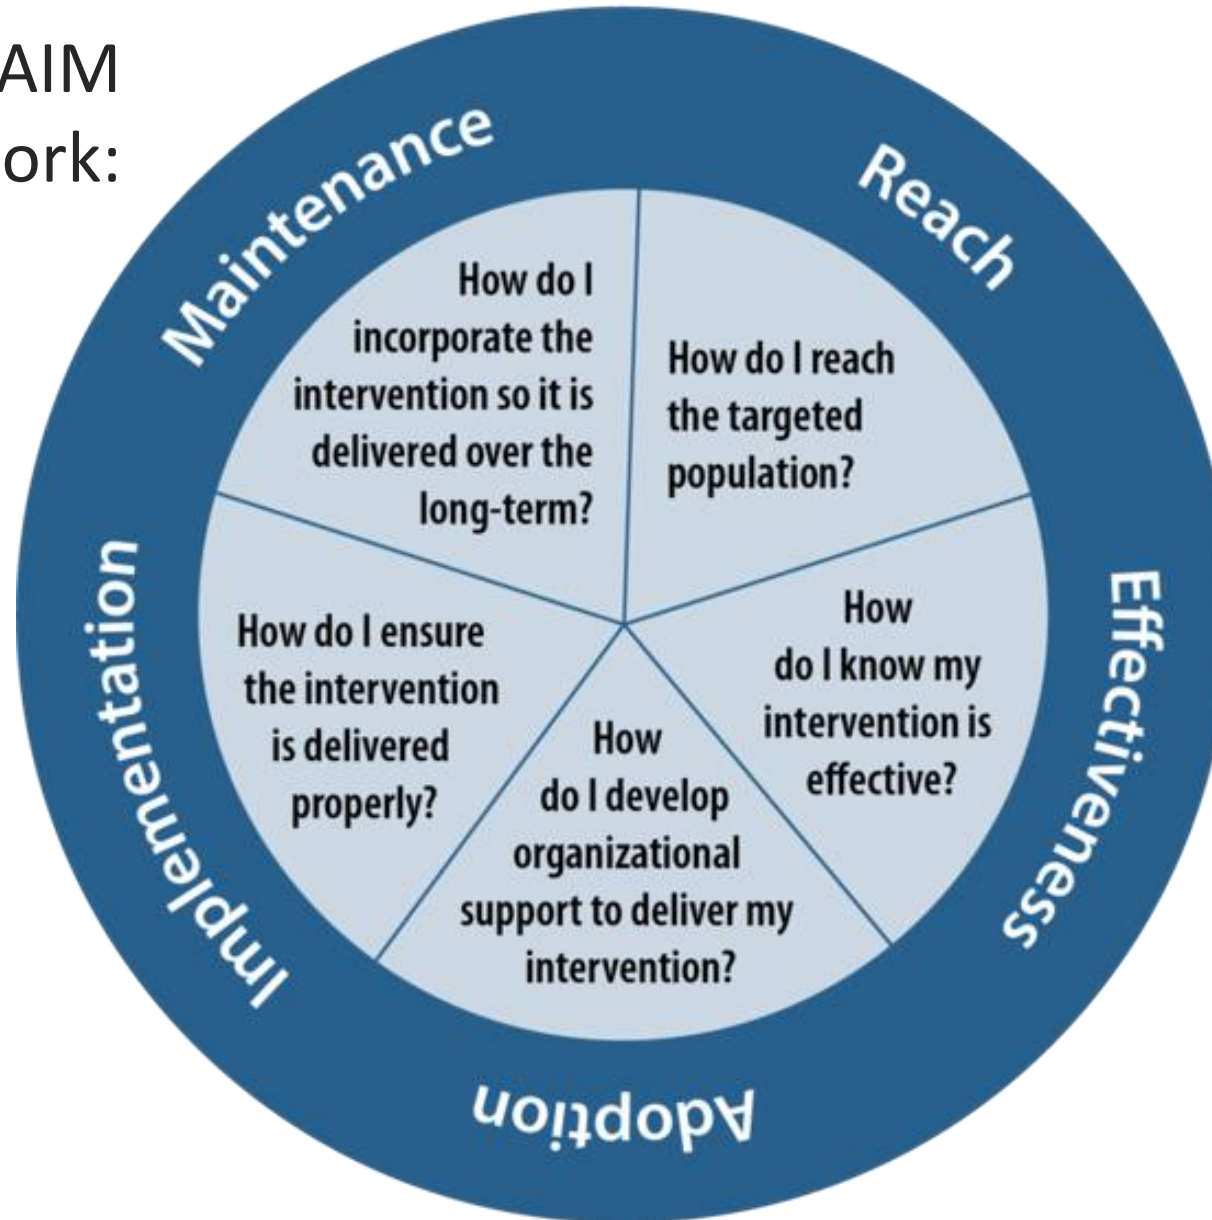 AIM
ork:
Maintenance
How do I
incorporate the
intervention so it is
delivered over the
long-term?
Reach
How do I reach
the targeted
population?
Effectiveness
How
do I know my
intervention is
effective?
Adoption
How
do I develop
organizational
support to deliver my
intervention?
Implementation
How do I ensure
the intervention
is delivered
properly?